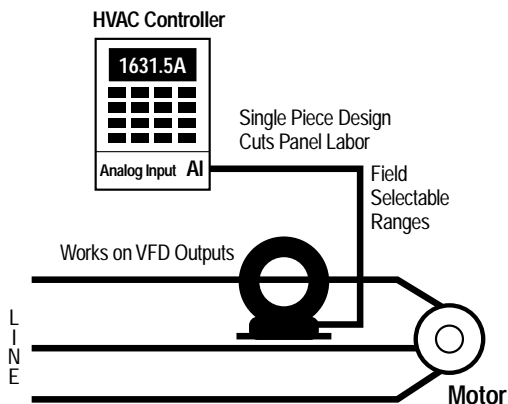 HVAC Controller
1631.5A
Analog Input AI
Single Piece Design
Cuts Panel Labor
Field
Selectable
Ranges
Works on VFD Outputs
LINE
Motor